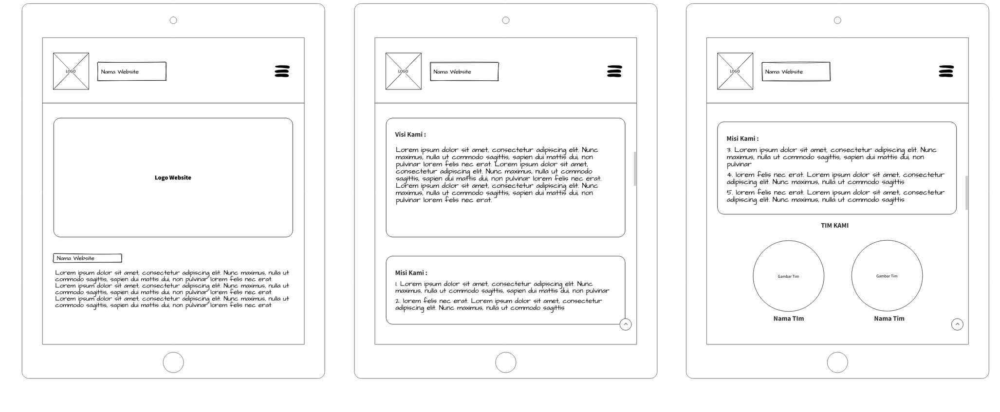 LOGO
Nama Website
Logo Website
Nama Website
Lorem ipsum dolor sit amet, consectetur adipiscing elit. Nunc maximus, nulla ut
commodo sagittis, sapien dui mattis dui, non pulvinar lorem felis nec erat.
Lorem ipsum dolor sit amet, consectetur adipiscing elit. Nunc maximus, nulla ut
commodo sagittis, sapien dui mattis dui, non pulvinar lorem felis nec erat.
Lorem ipsum dolor sit amet, consectetur adipiscing elit. Nunc maximus, nulla ut
commodo sagittis, sapien dui mattis dui, non pulvinar lorem felis nec erat
LOGO
Nama Website
Visi Kami :
Lorem ipsum dolor sit amet, consectetur adipiscing elit. Nunc
maximus, nulla ut commodo sagittis, sapien dui mattis dui, non
pulvinar lorem felis nec erat. Lorem ipsum dolor sit amet,
consectetur adipiscing elit. Nunc maximus, nulla ut commodo
sagittis, sapien dui mattis dui, non pulvinar lorem felis nec erat.
Lorem ipsum dolor sit amet, consectetur adipiscing elit. Nunc
maximus, nulla ut commodo sagittis, sapien dui mattis dui, non
pulvinar lorem felis nec erat.
Misi Kami :
1. Lorem ipsum dolor sit amet, consectetur adipiscing elit. Nunc
maximus, nulla ut commodo sagittis, sapien dui mattis dui, non pulvinar
2. lorem felis nec erat. Lorem ipsum dolor sit amet, consectetur
adipiscing elit. Nunc maximus, nulla ut commodo sagittis
LOGO
Nama Website
Misi Kami :
3. Lorem ipsum dolor sit amet, consectetur adipiscing elit. Nunc
maximus, nulla ut commodo sagittis, sapien dui mattis dui, non
pulvinar
4. lorem felis nec erat. Lorem ipsum dolor sit amet, consectetur
adipiscing elit. Nunc maximus, nulla ut commodo sagittis
5. lorem felis nec erat. Lorem ipsum dolor sit amet, consectetur
adipiscing elit. Nunc maximus, nulla ut commodo sagittis
TIM KAMI
Gambar Tim
Gambar Tim
Nama TIm
Nama Tim